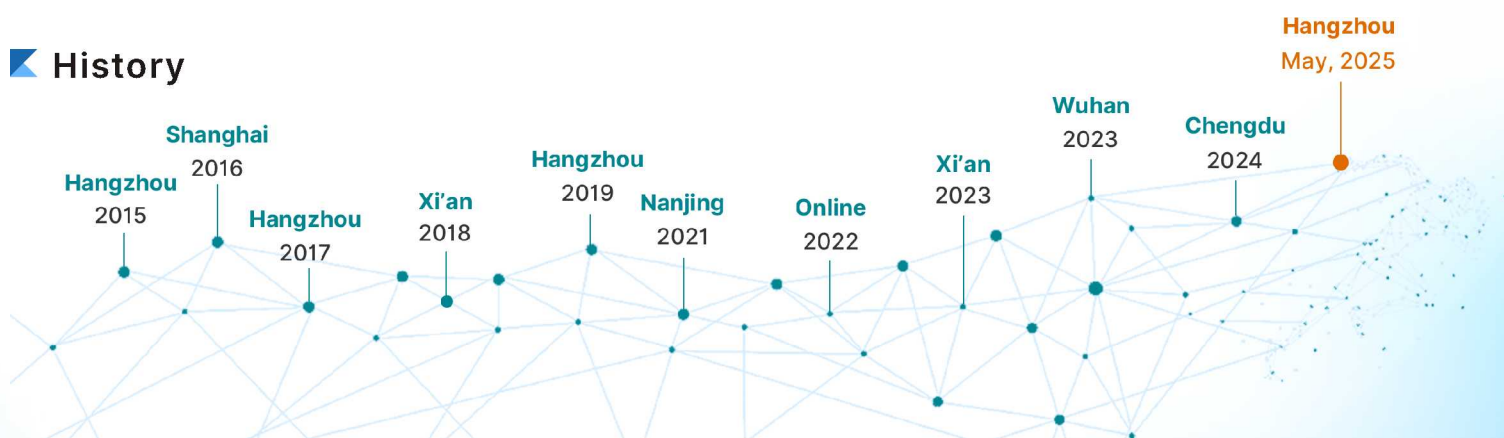 History
Hangzhou
2015
Shanghai
2016
Hangzhou
2017
Xi’an
2018
Hangzhou
2019
Nanjing
2021
Online
2022
Xi’an
2023
Wuhan
2023
Chengdu
2024
Hangzhou
May, 2025